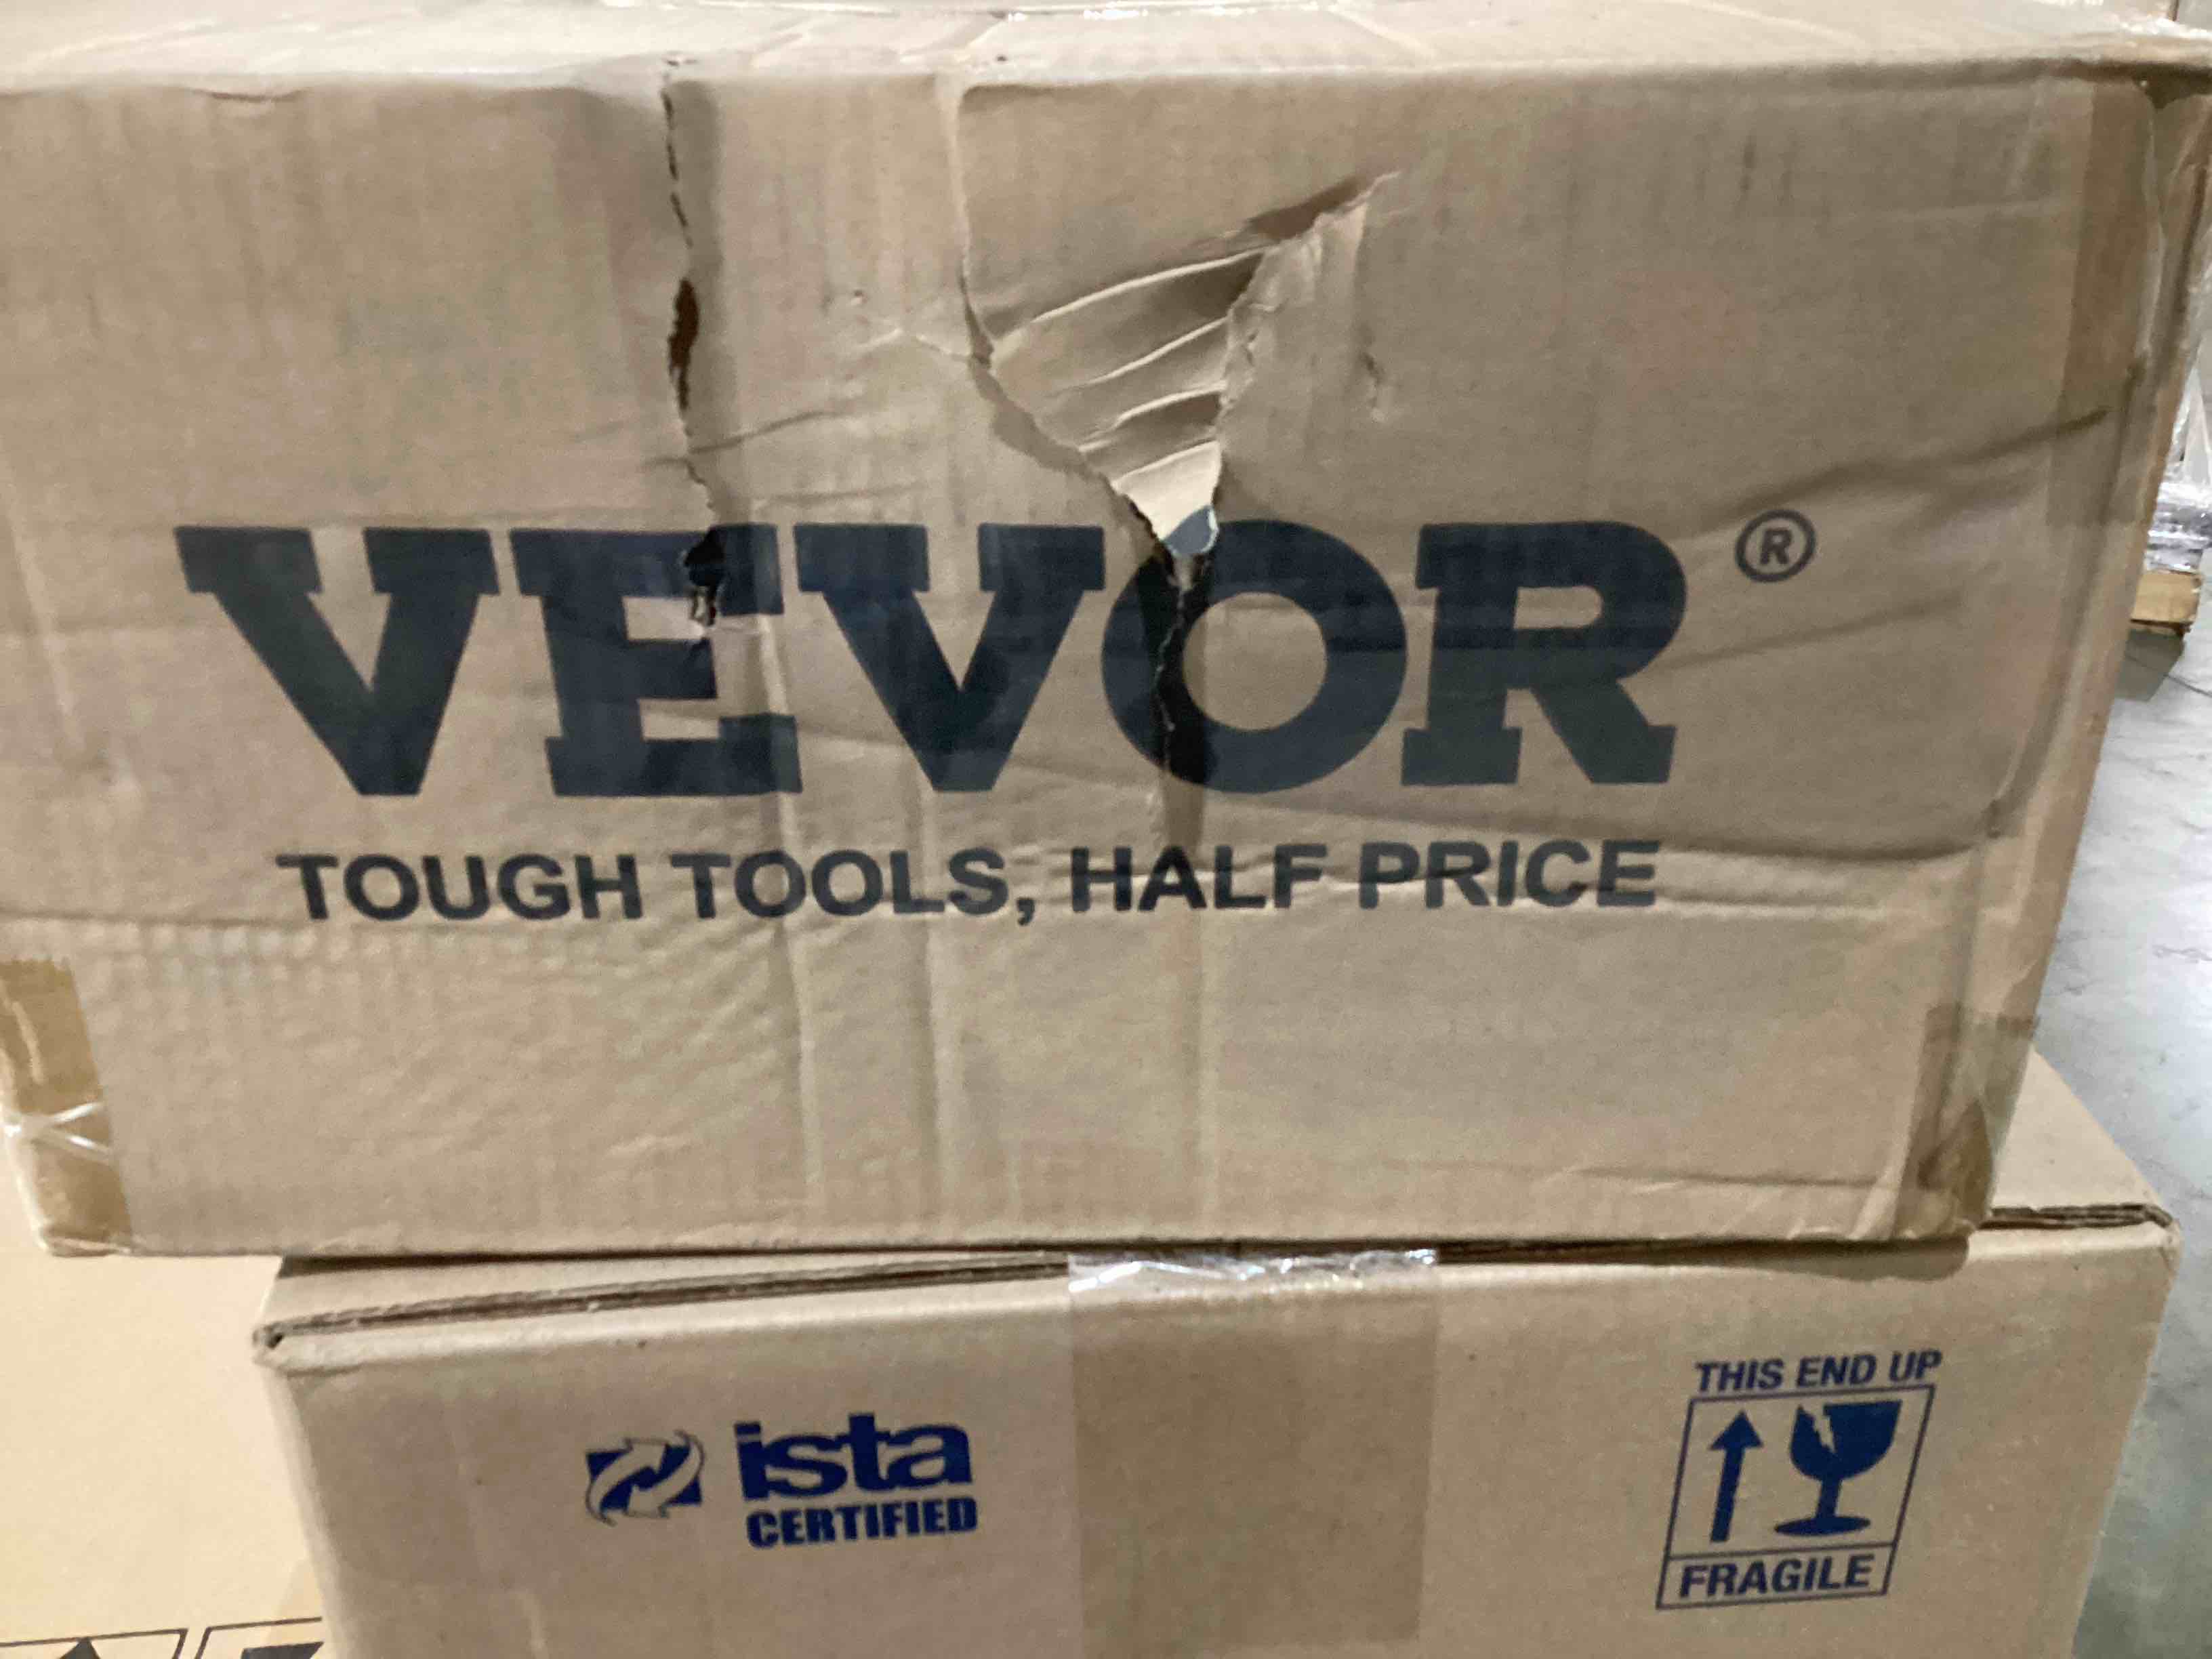 VEVOR®
TOUGH TOOLS, HALF PRICE
ista
CERTIFIED
THIS END UP
FRAGILE